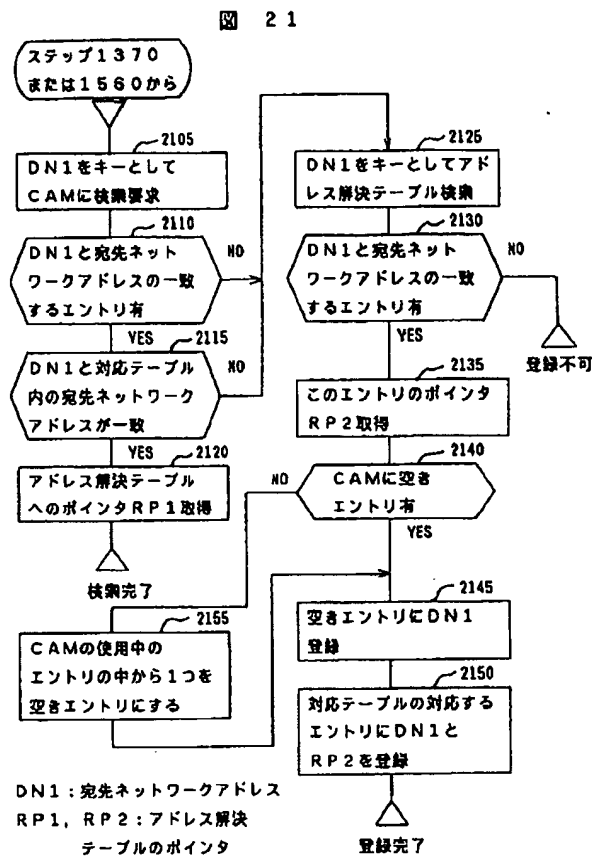 図 21
ステップ1370
または1560から
2105
DN1をキーとして
CAMに検索要求
2110
DN1と宛先ネット
ワークアドレスの一致
するエントリ有
NO
YES
2115
DN1と対応テーブル
内の宛先ネットワーク
アドレスが一致
NO
YES
2120
アドレス解決テーブル
へのポインタRP1取得
検索完了
2125
DN1をキーとしてアド
レス解決テーブル検索
2130
DN1と宛先ネット
ワークアドレスの一致
するエントリ有
NO
登録不可
YES
2135
このエントリのポインタ
RP2取得
2140
CAMに空き
エントリ有
NO
YES
2155
CAMの使用中の
エントリの中から1つを
空きエントリにする
2145
空きエントリにDN1
登録
2150
対応テーブルの対応する
エントリにDN1と
RP2を登録
登録完了
DN1:宛先ネットワークアドレス
RP1,RP2:アドレス解決
テーブルのポインタ